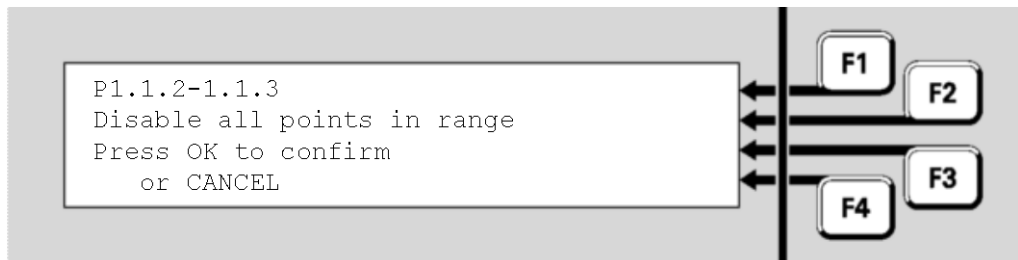 P1.1.2-1.1.3
Disable all points in range
Press OK to confirm
or CANCEL
F1
F2
F3
F4